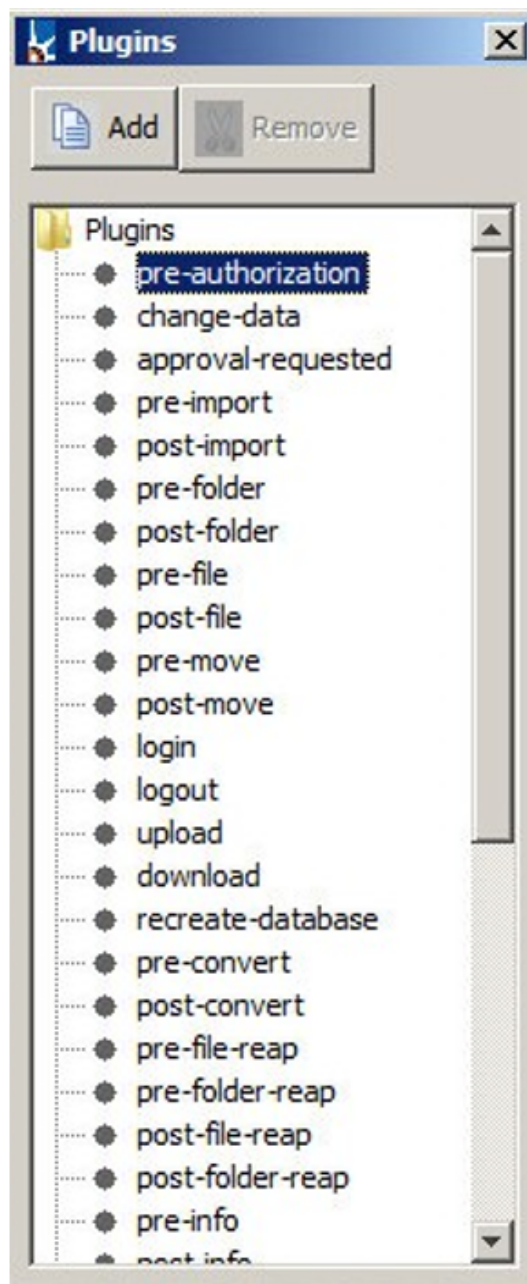 Plugins
Add
Remove
Plugins
pre-authorization
change-data
approval-requested
pre-import
post-import
pre-folder
post-folder
pre-file
post-file
pre-move
post-move
login
logout
upload
download
recreate-database
pre-convert
post-convert
pre-file-reap
pre-folder-reap
post-file-reap
post-folder-reap
pre-info
post-info